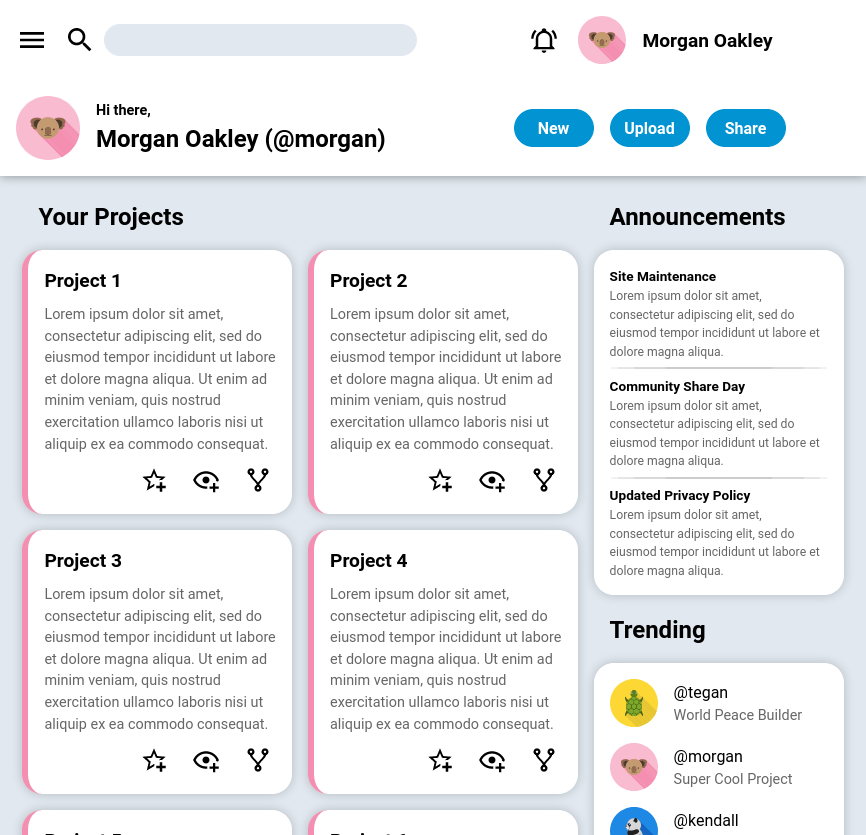 Morgan Oakley
Hi there,
Morgan Oakley (@morgan)
New
Upload
Share
Your Projects
Project 1
Lorem ipsum dolor sit amet,
consectetur adipiscing elit, sed do
eiusmod tempor incididunt ut labore
et dolore magna aliqua. Ut enim ad
minim veniam, quis nostrud
exercitation ullamco laboris nisi ut
aliquip ex ea commodo consequat.
Project 2
Lorem ipsum dolor sit amet,
consectetur adipiscing elit, sed do
eiusmod tempor incididunt ut labore
et dolore magna aliqua. Ut enim ad
minim veniam, quis nostrud
exercitation ullamco laboris nisi ut
aliquip ex ea commodo consequat.
Project 3
Lorem ipsum dolor sit amet,
consectetur adipiscing elit, sed do
eiusmod tempor incididunt ut labore
et dolore magna aliqua. Ut enim ad
minim veniam, quis nostrud
exercitation ullamco laboris nisi ut
aliquip ex ea commodo consequat.
Project 4
Lorem ipsum dolor sit amet,
consectetur adipiscing elit, sed do
eiusmod tempor incididunt ut labore
et dolore magna aliqua. Ut enim ad
minim veniam, quis nostrud
exercitation ullamco laboris nisi ut
aliquip ex ea commodo consequat.
Announcements
Site Maintenance
Lorem ipsum dolor sit amet,
consectetur adipiscing elit, sed do
eiusmod tempor incididunt ut labore et
dolore magna aliqua.
Community Share Day
Lorem ipsum dolor sit amet,
consectetur adipiscing elit, sed do
eiusmod tempor incididunt ut labore et
dolore magna aliqua.
Updated Privacy Policy
Lorem ipsum dolor sit amet,
consectetur adipiscing elit, sed do
eiusmod tempor incididunt ut labore et
dolore magna aliqua.
Trending
@tegan
World Peace Builder
@morgan
Super Cool Project
@kendall